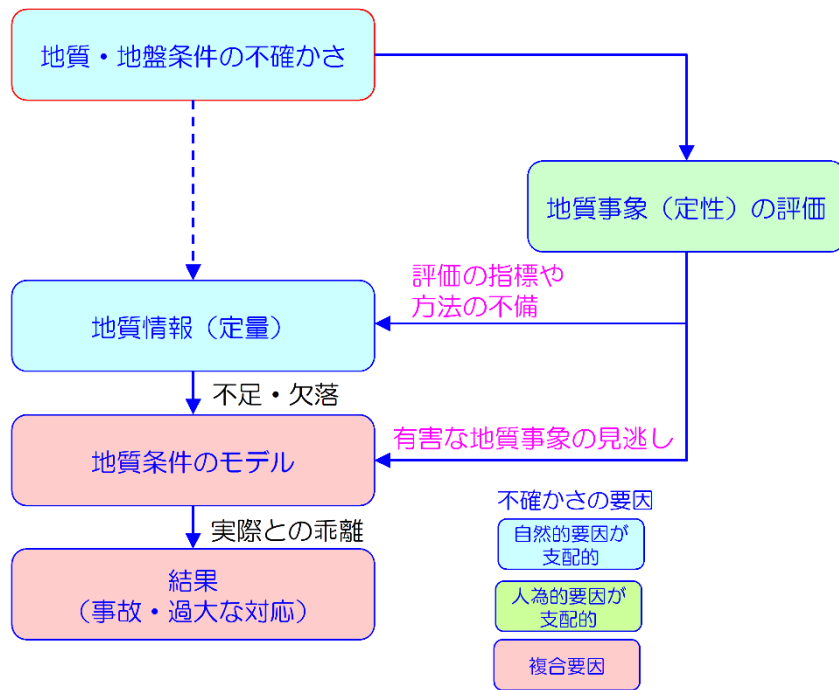 地質・地盤条件の不確かさ
地質事象（定性）の評価
評価の指標や
方法の不備
地質情報（定量）
不足・欠落
有害な地質事象の見逃し
地質条件のモデル
実際との乖離
結果
（事故・過大な対応）
不確かさの要因
自然的要因が
支配的
人為的要因が
支配的
複合要因